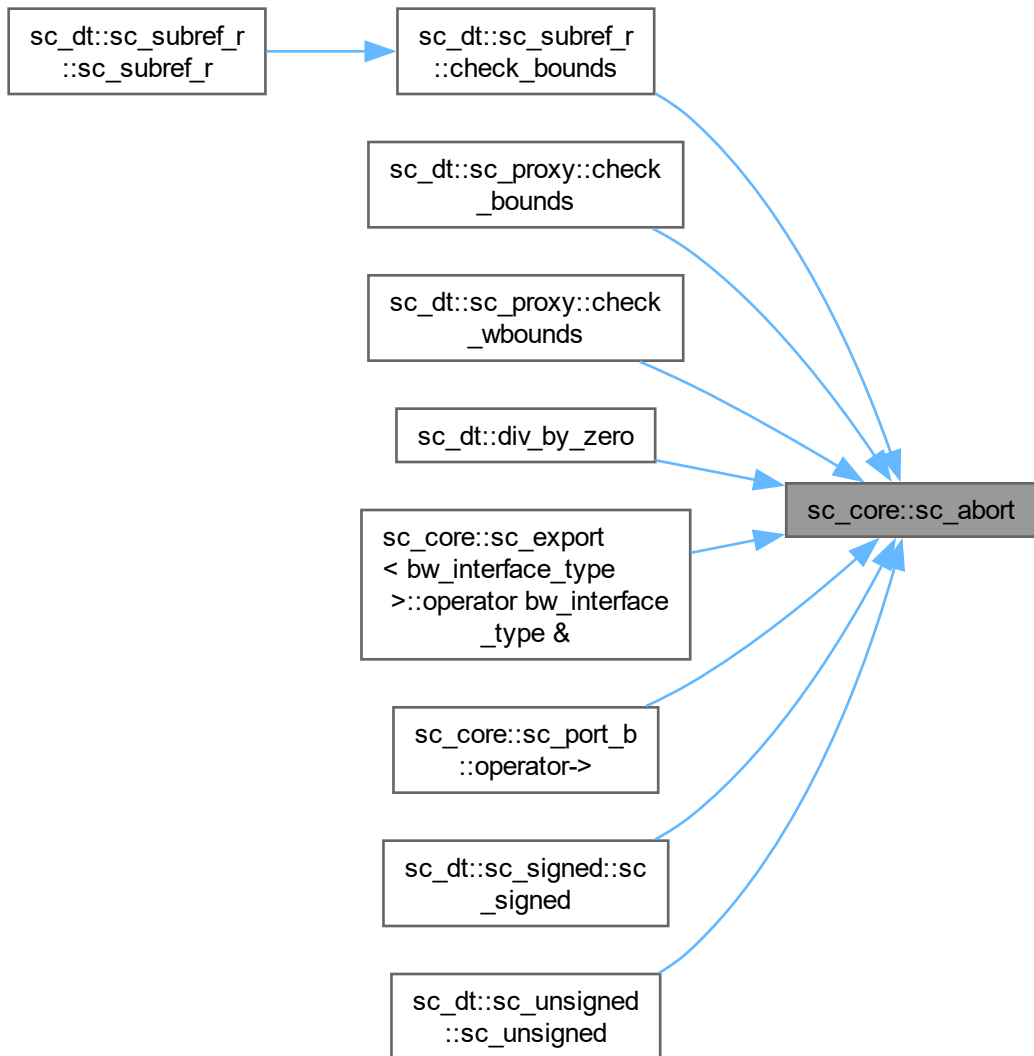 sc_dt::sc_subref_r
::sc_subref_r
sc_dt::sc_subref_r
::check_bounds
sc_dt::sc_proxy::check
_bounds
sc_dt::sc_proxy::check
_wbounds
sc_dt::div_by_zero
sc_core::sc_abort
sc_core::sc_export
< bw_interface_type
>::operator bw_interface
_type &
sc_core::sc_port_b
::operator->
sc_dt::sc_signed::sc
_signed
sc_dt::sc_unsigned
::sc_unsigned